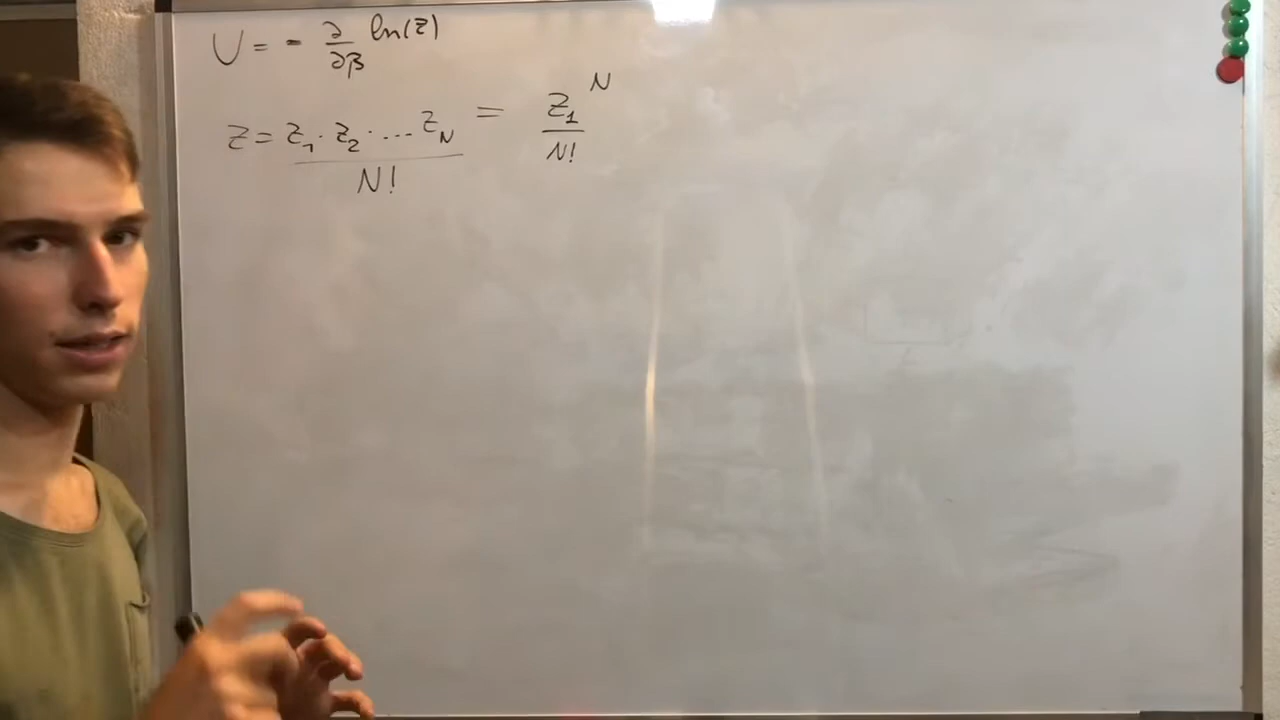 U = - ∂/∂β ln(z)
z = z₁ · z₂ · .... z_N / N! = z₁^N / N!